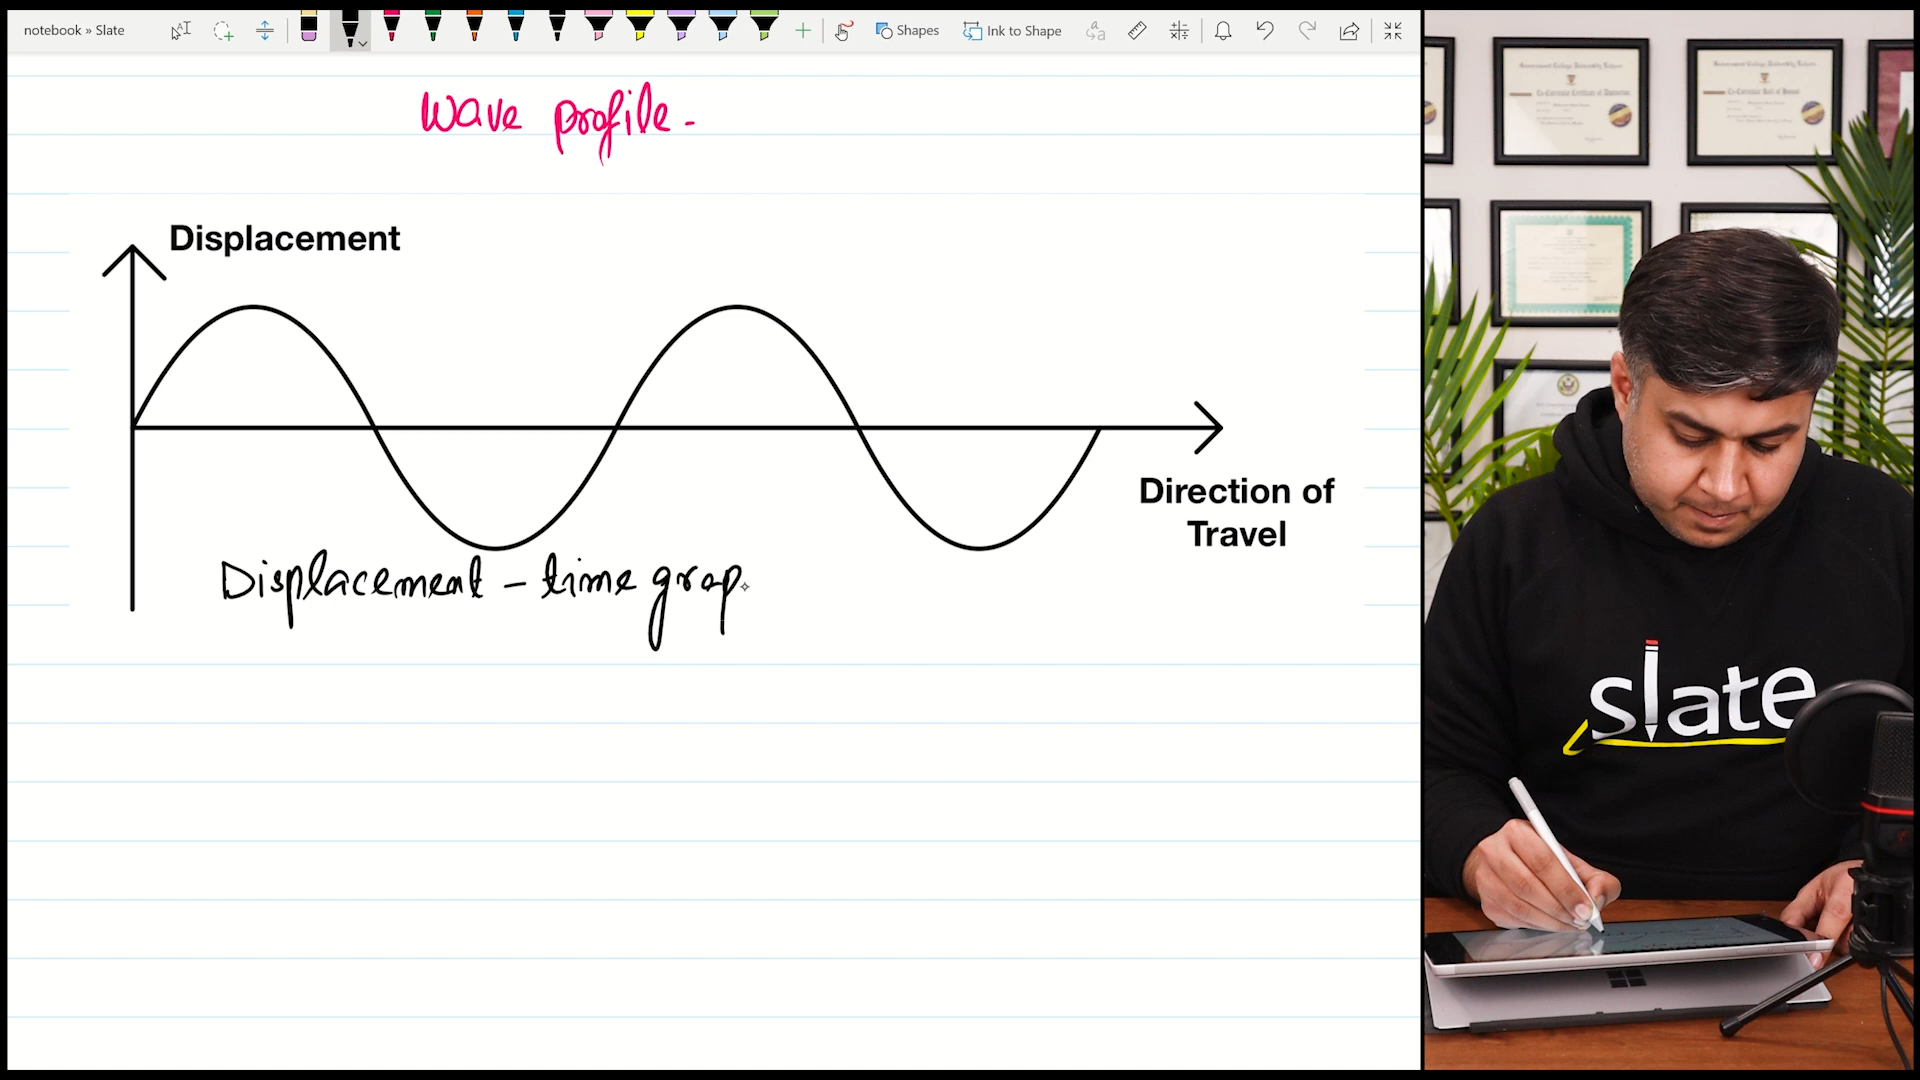 notebook » Slate
Shapes
Ink to Shape
Wave profile.
Displacement
Direction of
Travel
Displacement - time grap
slate